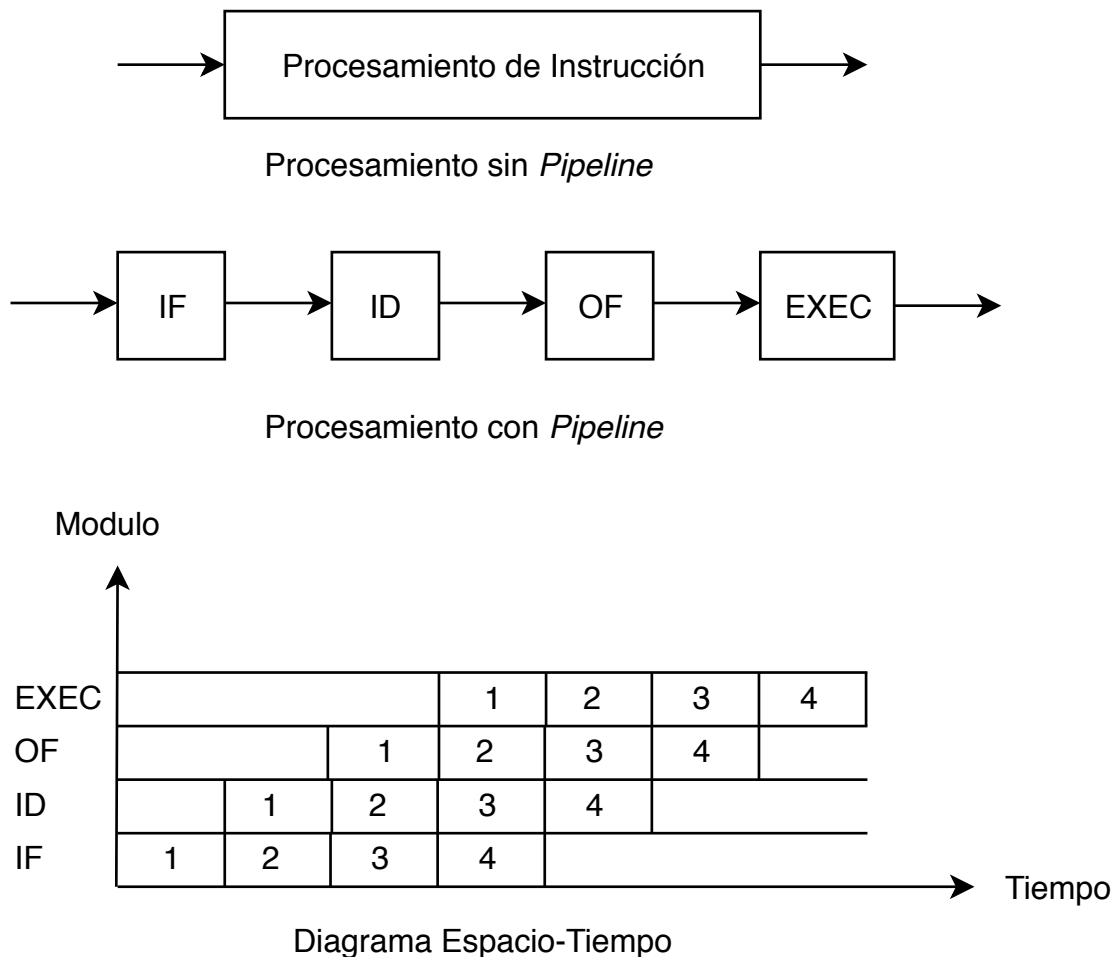 Procesamiento de Instrucción
Procesamiento sin Pipeline
IF ID OF EXEC
Procesamiento con Pipeline
Modulo
EXEC 1 2 3 4
OF 1 2 3 4
ID 1 2 3 4
IF 1 2 3 4
Tiempo
Diagrama Espacio-Tiempo